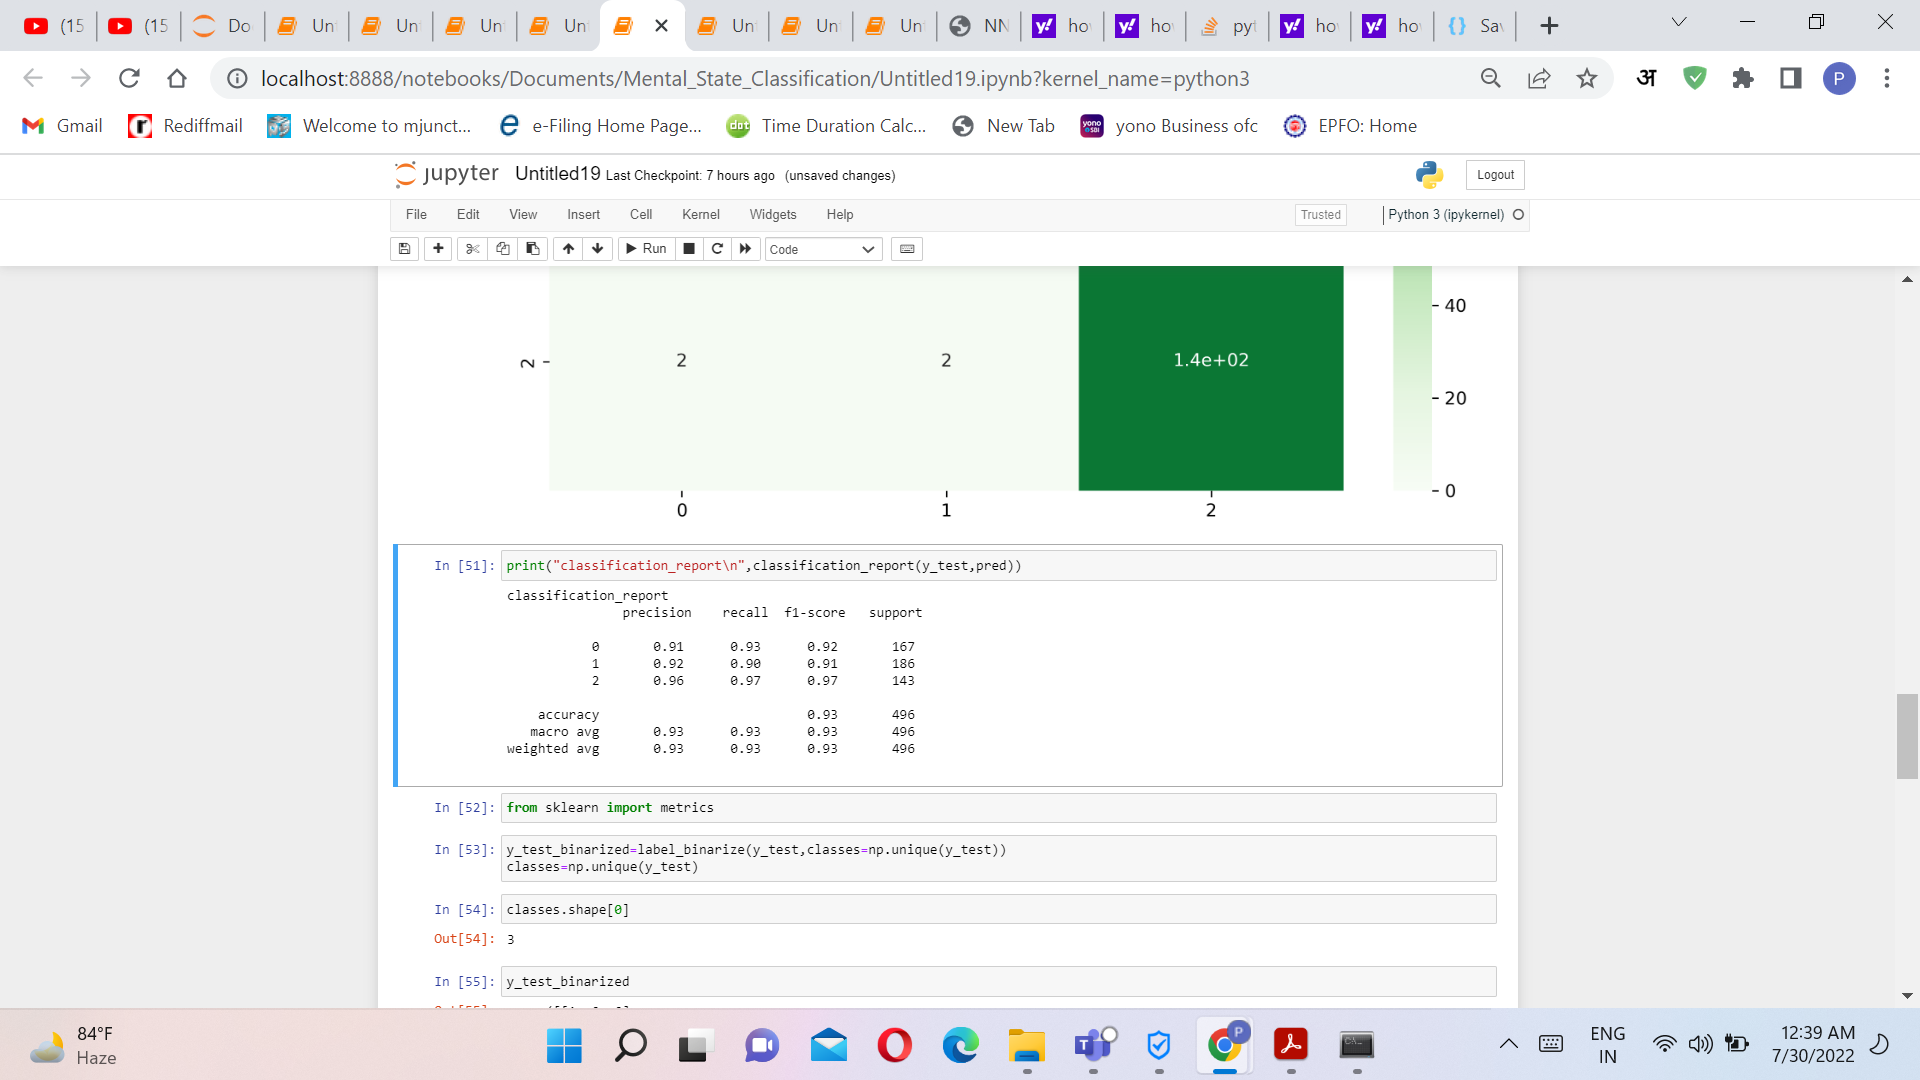 (15
(15
Do
Un
Un
Un
Un
Un
Un
Un
NN
ho
ho
pyt
ho
ho
Sa
localhost:8888/notebooks/Documents/Mental_State_Classification/Untitled19.ipynb?kernel_name=python3
अ
P
Gmail
Rediffmail
Welcome to mjunct...
e-Filing Home Page...
Time Duration Calc...
New Tab
yono Business ofc
EPFO: Home
jupyter Untitled19 Last Checkpoint: 7 hours ago (unsaved changes)
Logout
File Edit View Insert Cell Kernel Widgets Help
Trusted
Python 3 (ipykernel)
Run
Code
40
2
2
2
1.4e+02
20
0
0
1
2
In [51]: print("classification_report\n",classification_report(y_test,pred))
classification_report
precision recall f1-score support
0 0.91 0.93 0.92 167
1 0.92 0.90 0.91 186
2 0.96 0.97 0.97 143
accuracy 0.93 496
macro avg 0.93 0.93 0.93 496
weighted avg 0.93 0.93 0.93 496
In [52]: from sklearn import metrics
In [53]: y_test_binarized=label_binarize(y_test,classes=np.unique(y_test))
classes=np.unique(y_test)
In [54]: classes.shape[0]
Out[54]: 3
In [55]: y_test_binarized
84°F
Haze
P
ENG
IN
12:39 AM
7/30/2022